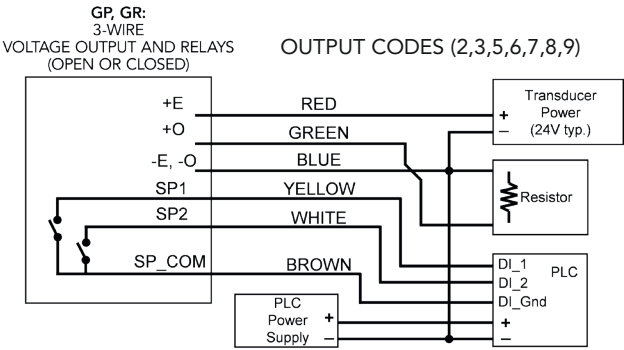 GP, GR:
3-WIRE
VOLTAGE OUTPUT AND RELAYS
(OPEN OR CLOSED)
OUTPUT CODES (2,3,5,6,7,8,9)
+E
RED
+O
GREEN
-E, -O
BLUE
SP1
YELLOW
SP2
WHITE
SP_COM
BROWN
Transducer
Power
(24V typ.)
+
–
Resistor
DI_1
DI_2
DI_Gnd
+
–
PLC
PLC
Power
Supply
+
–